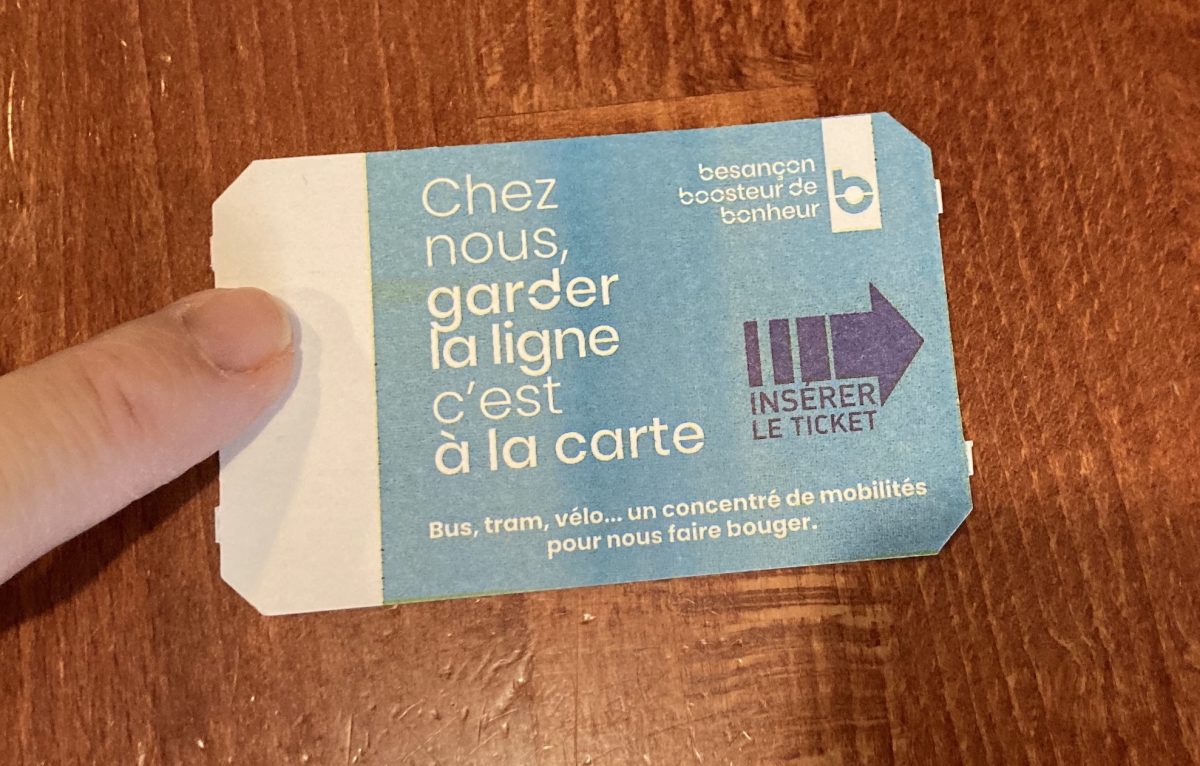 Chez
nous,
garder
la ligne
c'est
à la carte
besançon
boosteur de
bonheur
b
INSÉRER
LE TICKET
Bus, tram, vélo... un concentré de mobilités
pour nous faire bouger.